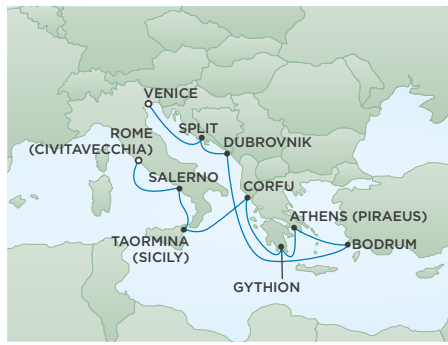 VENICE
SPLIT
ROME
(CIVITAVECCHIA)
DUBROVNIK
SALERNO
CORFU
ATHENS (PIRAEUS)
TAORMINA
(SICILY)
BODRUM
GYTHION